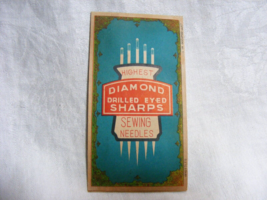 HIGHEST
DIAMOND
DRILLED EYED
SHARPS
SEWING
NEEDLES